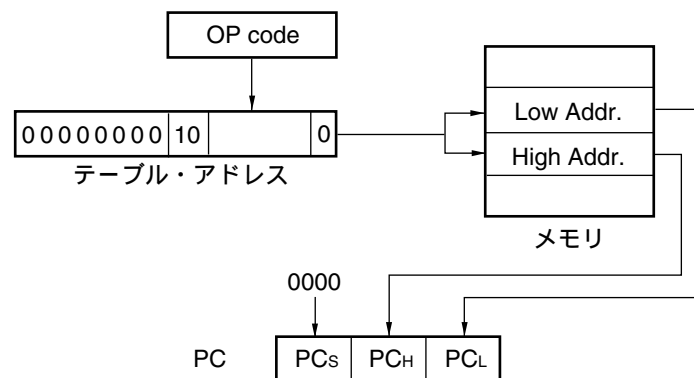 OP code
00000000 10 0
テーブル・アドレス
Low Addr.
High Addr.
メモリ
0000
PC PCS PCH PCL